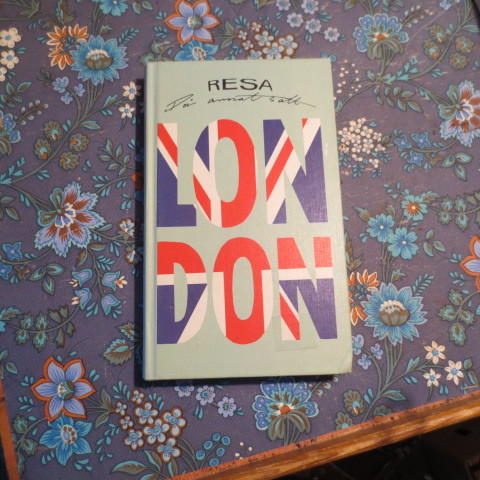 RESA
På annat sätt
LON
DON